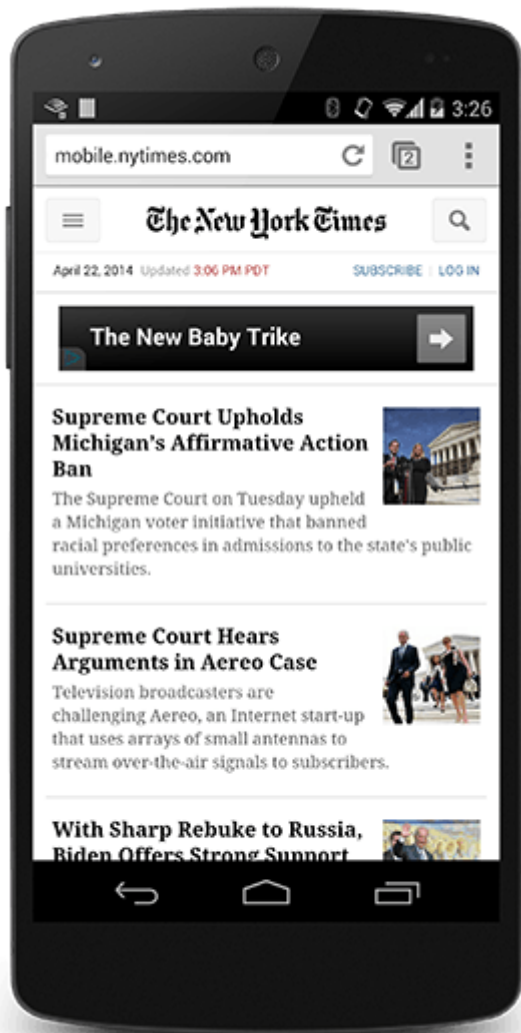 3:26
mobile.nytimes.com
2
The New York Times
April 22, 2014 Updated 3:06 PM PDT SUBSCRIBE | LOG IN
The New Baby Trike
Supreme Court Upholds
Michigan's Affirmative Action
Ban
The Supreme Court on Tuesday upheld
a Michigan voter initiative that banned
racial preferences in admissions to the state's public
universities.
Supreme Court Hears
Arguments in Aereo Case
Television broadcasters are
challenging Aereo, an Internet start-up
that uses arrays of small antennas to
stream over-the-air signals to subscribers.
With Sharp Rebuke to Russia,
Biden Offers Strong Support